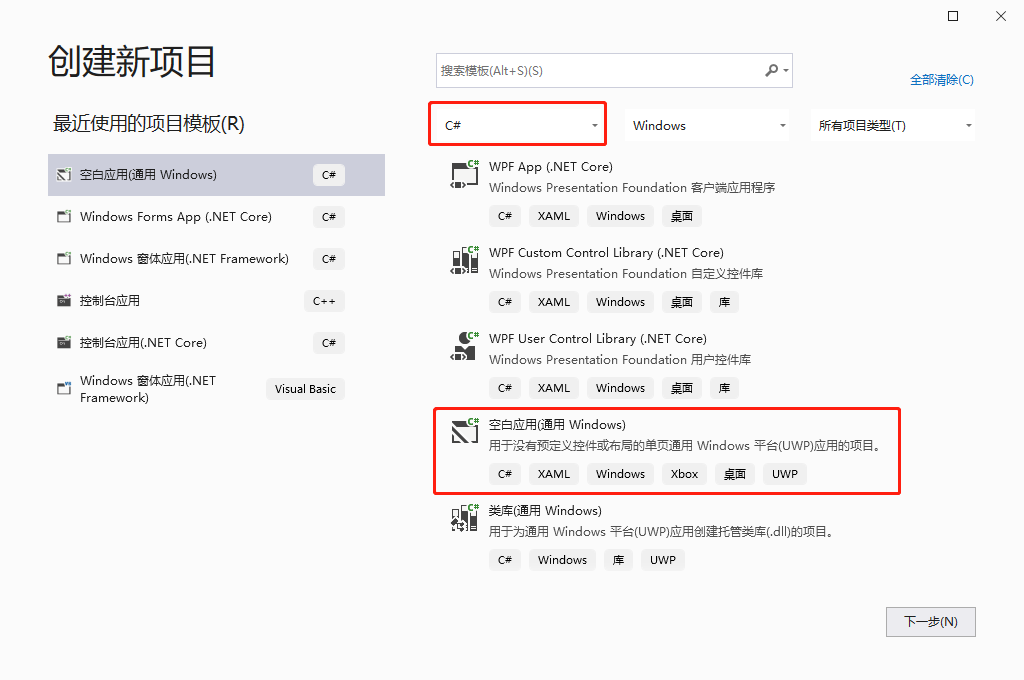 创建新项目
最近使用的项目模板(R)
空白应用(通用 Windows)
C#
Windows Forms App (.NET Core)
C#
Windows 窗体应用(.NET Framework)
C#
控制台应用
C++
控制台应用(.NET Core)
C#
Windows 窗体应用(.NET
Framework)
Visual Basic
搜索模板(Alt+S)(S)
全部清除(C)
C#
Windows
所有项目类型(T)
WPF App (.NET Core)
Windows Presentation Foundation 客户端应用程序
C# XAML Windows 桌面
WPF Custom Control Library (.NET Core)
Windows Presentation Foundation 自定义控件库
C# XAML Windows 桌面 库
WPF User Control Library (.NET Core)
Windows Presentation Foundation 用户控件库
C# XAML Windows 桌面 库
空白应用(通用 Windows)
用于没有预定义控件或布局的单页通用 Windows 平台(UWP)应用的项目。
C# XAML Windows Xbox 桌面 UWP
类库(通用 Windows)
用于为通用 Windows 平台(UWP)应用创建托管类库(.dll)的项目。
C# Windows 库 UWP
下一步(N)